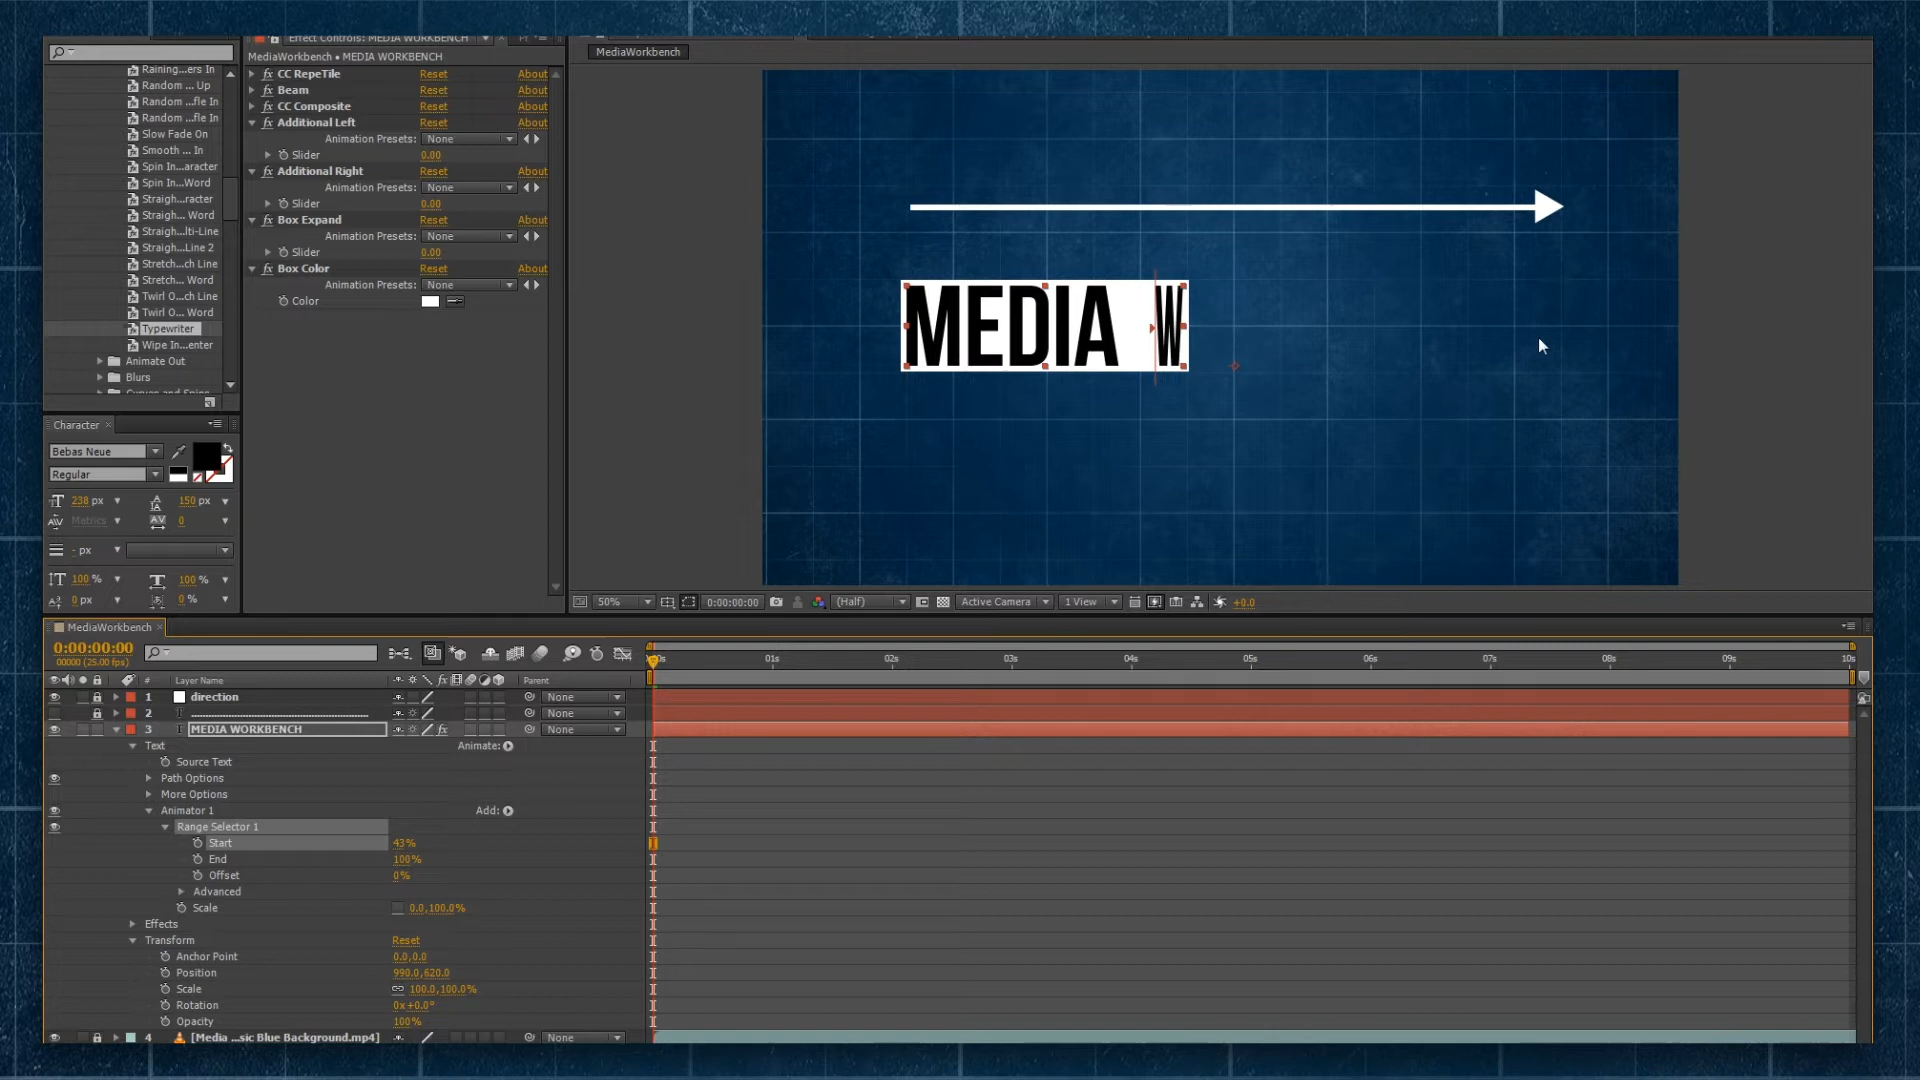 Effect Controls: MEDIA WORKBENCH
MediaWorkbench • MEDIA WORKBENCH
MediaWorkbench
Raining...ers In
Random ... Up
Random ...fle In
Random ...fle In
Slow Fade On
Smooth ... In
Spin In...aracter
Spin In...Word
Straigh...racter
Straigh... Word
Straigh...lti-Line
Straigh...Line 2
Stretch...ch Line
Stretch... Word
Twirl O...ch Line
Twirl O... Word
Typewriter
Wipe In...enter
Animate Out
Blurs
fx CC RepeTile Reset About
fx Beam Reset About
fx CC Composite Reset About
fx Additional Left Reset About
Animation Presets: None
Slider 0.00
fx Additional Right Reset About
Animation Presets: None
Slider 0.00
fx Box Expand Reset About
Animation Presets: None
Slider 0.00
fx Box Color Reset About
Animation Presets: None
Color
MEDIA W
Character
Bebas Neue
Regular
238 px 150 px
Metrics 0
- px
100 % 100 %
0 px 0 %
50% 0:00:00:00 (Half) Active Camera 1 View +0.0
MediaWorkbench
0:00:00:00
00000 (25.00 fps)
01s 02s 03s 04s 05s 06s 07s 08s 09s 10s
# Layer Name fx Parent
1 direction None
2 None
3 T MEDIA WORKBENCH fx None
Text Animate:
Source Text
Path Options
More Options
Animator 1 Add:
Range Selector 1
Start 43%
End 100%
Offset 0%
Advanced
Scale 0.0,100.0%
Effects
Transform Reset
Anchor Point 0.0,0.0
Position 990.0,620.0
Scale 100.0,100.0%
Rotation 0x+0.0°
Opacity 100%
4 [Media ...sic Blue Background.mp4] None